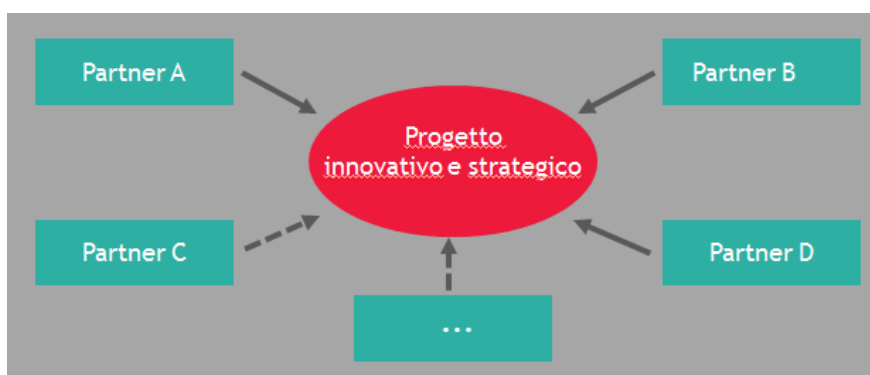 Partner A
Partner B
Progetto
innovativo e strategico
Partner C
Partner D
...